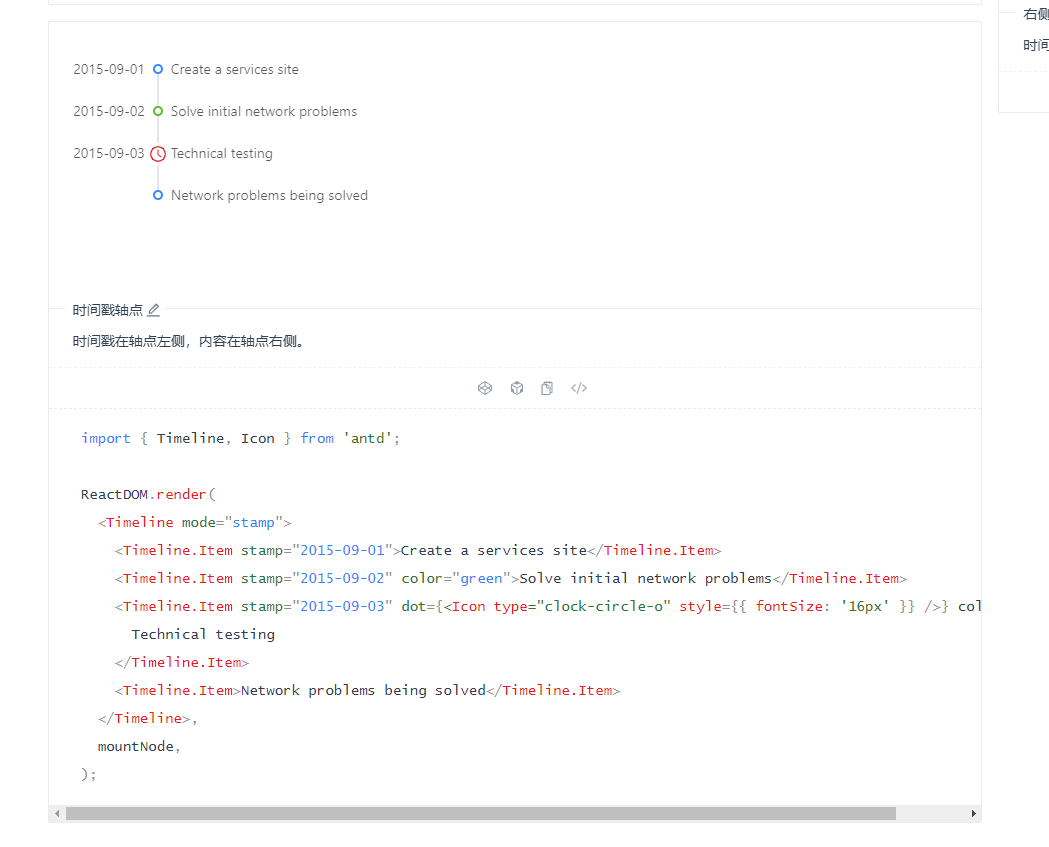 右侧
时间
2015-09-01 Create a services site
2015-09-02 Solve initial network problems
2015-09-03 Technical testing
Network problems being solved
时间戳轴点
时间戳在轴点左侧，内容在轴点右侧。
import { Timeline, Icon } from 'antd';
ReactDOM.render(
<Timeline mode="stamp">
<Timeline.Item stamp="2015-09-01">Create a services site</Timeline.Item>
<Timeline.Item stamp="2015-09-02" color="green">Solve initial network problems</Timeline.Item>
<Timeline.Item stamp="2015-09-03" dot={<Icon type="clock-circle-o" style={{ fontSize: '16px' }} />} col
Technical testing
</Timeline.Item>
<Timeline.Item>Network problems being solved</Timeline.Item>
</Timeline>,
mountNode,
);